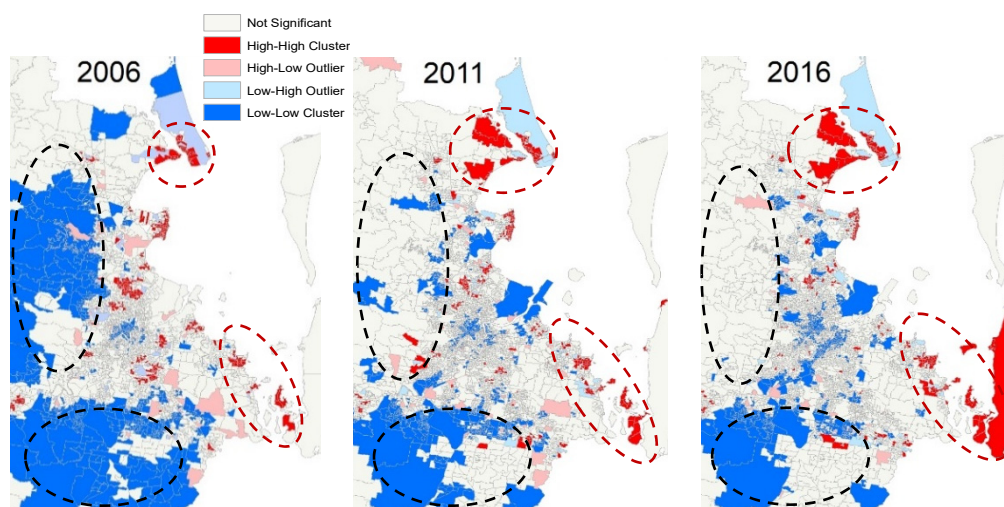 Not Significant
High-High Cluster
High-Low Outlier
Low-High Outlier
Low-Low Cluster
2006
2011
2016